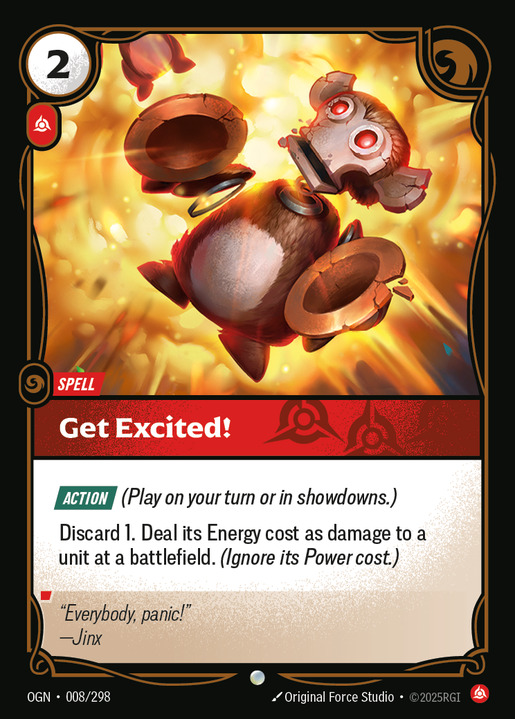 2
SPELL
Get Excited!
ACTION (Play on your turn or in showdowns.)
Discard 1. Deal its Energy cost as damage to a
unit at a battlefield. (Ignore its Power cost.)
“Everybody, panic!”
—Jinx
OGN • 008/298 Original Force Studio • ©2025RGI